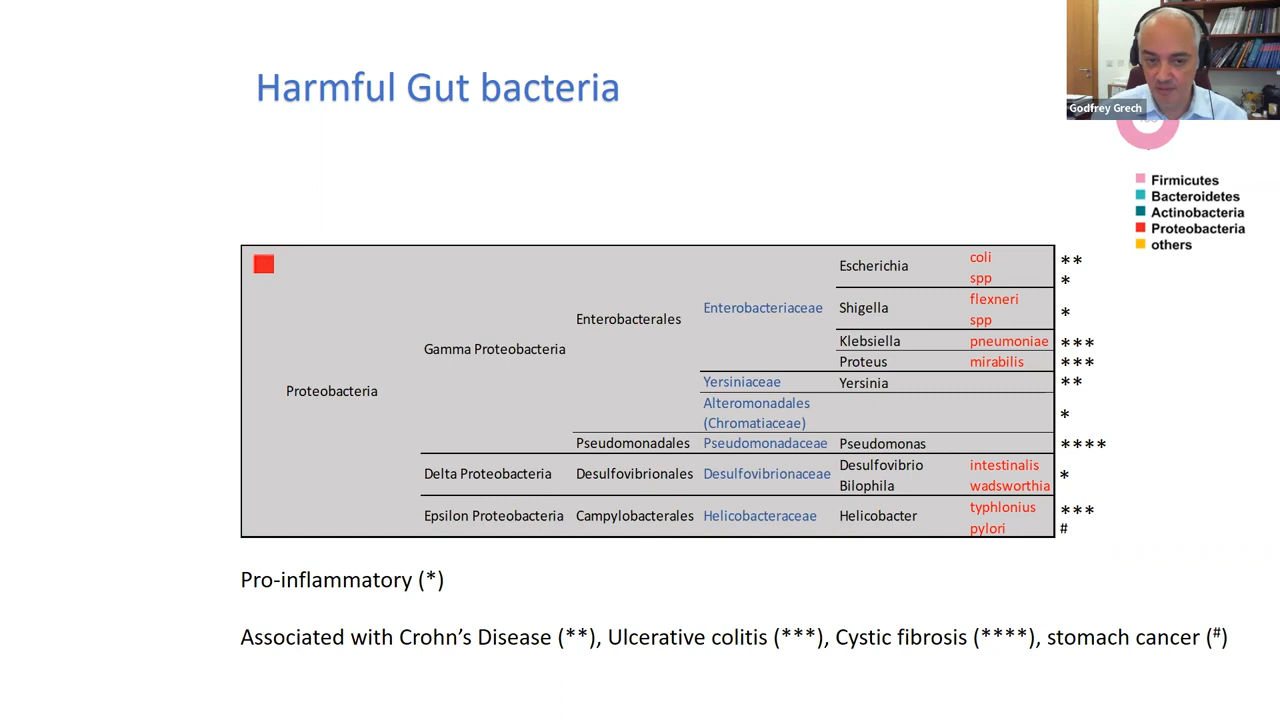 Harmful Gut bacteria
Godfrey Grech
Firmicutes
Bacteroidetes
Actinobacteria
Proteobacteria
others
Escherichia coli **
spp *
Enterobacterales Enterobacteriaceae Shigella flexneri
spp *
Gamma Proteobacteria Klebsiella pneumoniae ***
Proteus mirabilis ***
Proteobacteria Yersiniaceae Yersinia **
Alteromonadales
(Chromatiaceae) *
Pseudomonadales Pseudomonadaceae Pseudomonas ****
Delta Proteobacteria Desulfovibrionales Desulfovibrionaceae Desulfovibrio intestinalis *
Bilophila wadsworthia
Epsilon Proteobacteria Campylobacterales Helicobacteraceae Helicobacter typhlonius ***
pylori #
Pro-inflammatory (*)
Associated with Crohn’s Disease (**), Ulcerative colitis (***), Cystic fibrosis (****), stomach cancer (#)